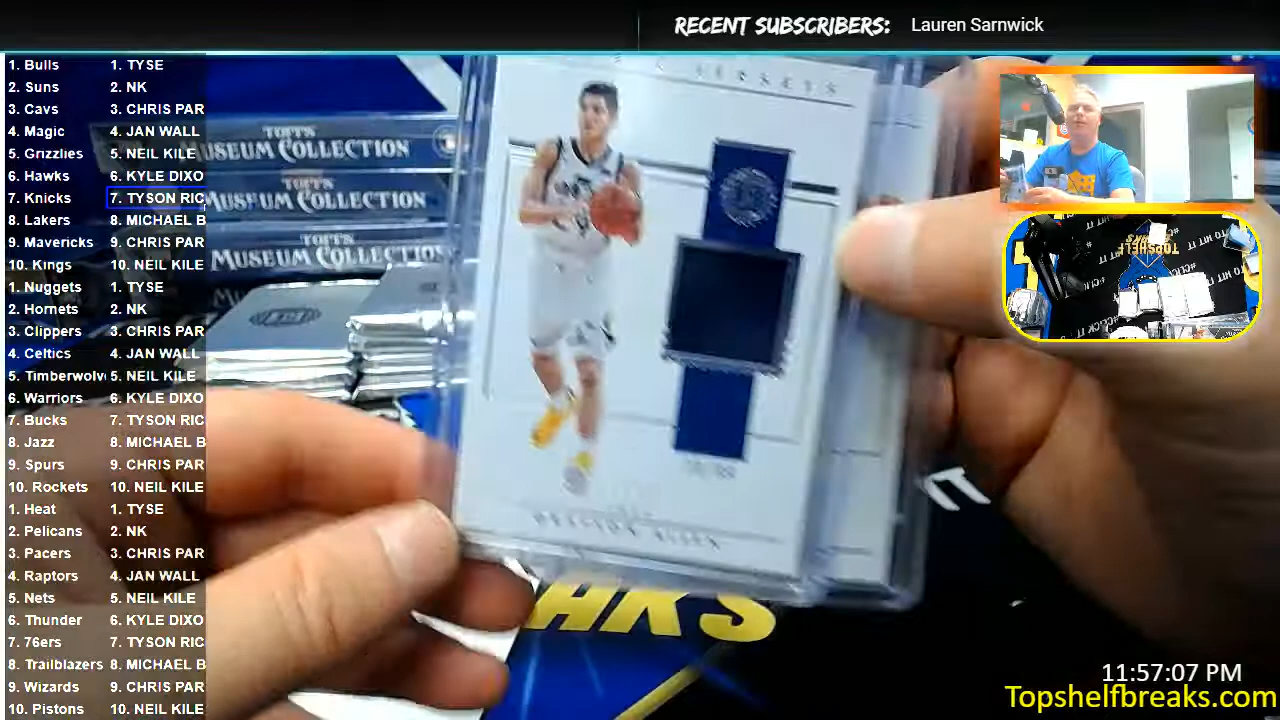 RECENT SUBSCRIBERS: Lauren Sarnwick
1. Bulls 1. TYSE
2. Suns 2. NK
3. Cavs 3. CHRIS PAR
4. Magic 4. JAN WALL
5. Grizzlies 5. NEIL KILE
6. Hawks 6. KYLE DIXO
7. Knicks 7. TYSON RIC
8. Lakers 8. MICHAEL B
9. Mavericks 9. CHRIS PAR
10. Kings 10. NEIL KILE
1. Nuggets 1. TYSE
2. Hornets 2. NK
3. Clippers 3. CHRIS PAR
4. Celtics 4. JAN WALL
5. Timberwolv 5. NEIL KILE
6. Warriors 6. KYLE DIXO
7. Bucks 7. TYSON RIC
8. Jazz 8. MICHAEL B
9. Spurs 9. CHRIS PAR
10. Rockets 10. NEIL KILE
1. Heat 1. TYSE
2. Pelicans 2. NK
3. Pacers 3. CHRIS PAR
4. Raptors 4. JAN WALL
5. Nets 5. NEIL KILE
6. Thunder 6. KYLE DIXO
7. 76ers 7. TYSON RIC
8. Trailblazers 8. MICHAEL B
9. Wizards 9. CHRIS PAR
10. Pistons 10. NEIL KILE
TOPPS
MUSEUM COLLECTION
TOPPS
MUSEUM COLLECTION
TOPPS
MUSEUM COLLECTION
JERSEYS
GRAYSON ALLEN
IT
TOPSHELF
11:57:07 PM
Topshelfbreaks.com